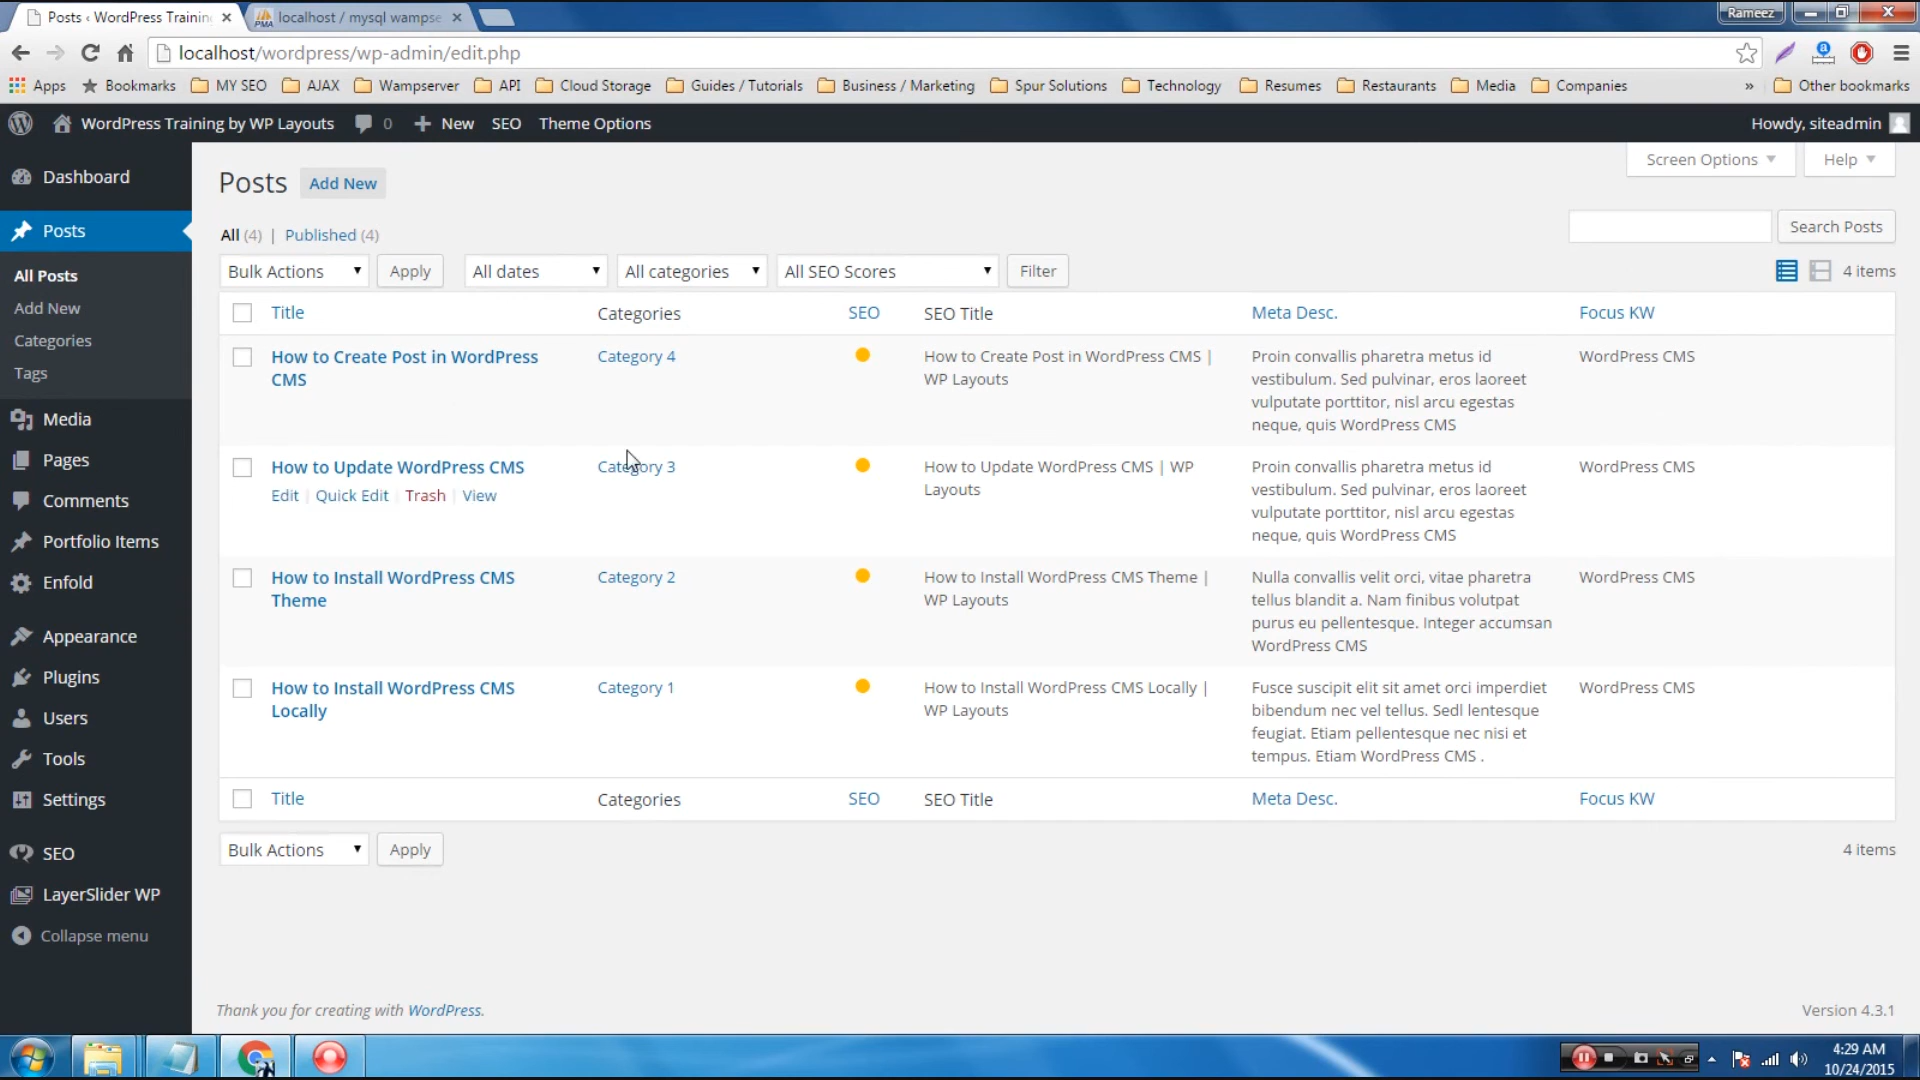 Posts ‹ WordPress Training
localhost / mysql wampse
Rameez
localhost/wordpress/wp-admin/edit.php
Apps
Bookmarks
MY SEO
AJAX
Wampserver
API
Cloud Storage
Guides / Tutorials
Business / Marketing
Spur Solutions
Technology
Resumes
Restaurants
Media
Companies
»
Other bookmarks
WordPress Training by WP Layouts
0
New
SEO
Theme Options
Howdy, siteadmin
Dashboard
Posts
All Posts
Add New
Categories
Tags
Media
Pages
Comments
Portfolio Items
Enfold
Appearance
Plugins
Users
Tools
Settings
SEO
LayerSlider WP
Collapse menu
Screen Options
Help
Posts Add New
All (4) | Published (4)
Search Posts
Bulk Actions
Apply
All dates
All categories
All SEO Scores
Filter
4 items
Title Categories SEO SEO Title Meta Desc. Focus KW
How to Create Post in WordPress
CMS
Category 4
How to Create Post in WordPress CMS |
WP Layouts
Proin convallis pharetra metus id
vestibulum. Sed pulvinar, eros laoreet
vulputate porttitor, nisl arcu egestas
neque, quis WordPress CMS
WordPress CMS
How to Update WordPress CMS
Edit | Quick Edit | Trash | View
Category 3
How to Update WordPress CMS | WP
Layouts
Proin convallis pharetra metus id
vestibulum. Sed pulvinar, eros laoreet
vulputate porttitor, nisl arcu egestas
neque, quis WordPress CMS
WordPress CMS
How to Install WordPress CMS
Theme
Category 2
How to Install WordPress CMS Theme |
WP Layouts
Nulla convallis velit orci, vitae pharetra
tellus blandit a. Nam finibus volutpat
purus eu pellentesque. Integer accumsan
WordPress CMS
WordPress CMS
How to Install WordPress CMS
Locally
Category 1
How to Install WordPress CMS Locally |
WP Layouts
Fusce suscipit elit sit amet orci imperdiet
bibendum nec vel tellus. Sedl lentesque
feugiat. Etiam pellentesque nec nisi et
tempus. Etiam WordPress CMS .
WordPress CMS
Title Categories SEO SEO Title Meta Desc. Focus KW
Bulk Actions
Apply
4 items
Thank you for creating with WordPress.
Version 4.3.1
4:29 AM
10/24/2015